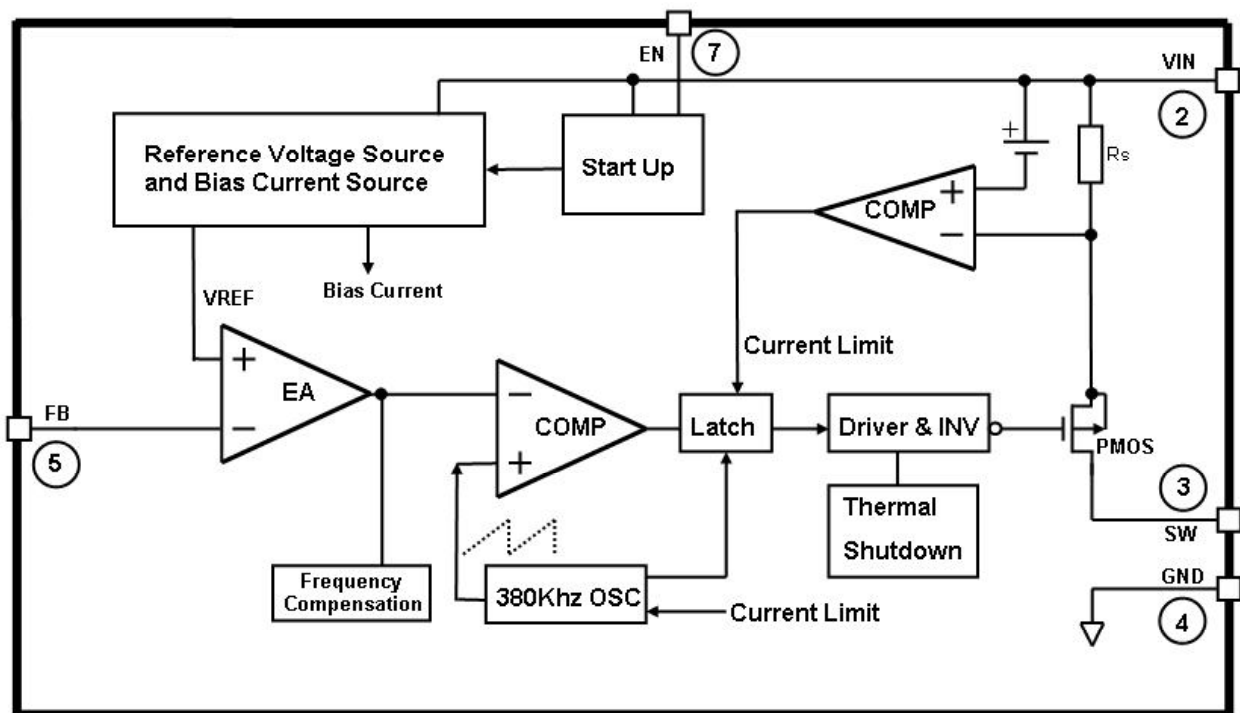 EN
7
VIN
2
Reference Voltage Source
and Bias Current Source
Start Up
+
Rs
COMP
+
−
Bias Current
VREF
Current Limit
+
EA
−
FB
5
−
COMP
+
Latch
Driver & INV
PMOS
3
SW
Thermal
Shutdown
GND
4
Frequency
Compensation
380Khz OSC
Current Limit